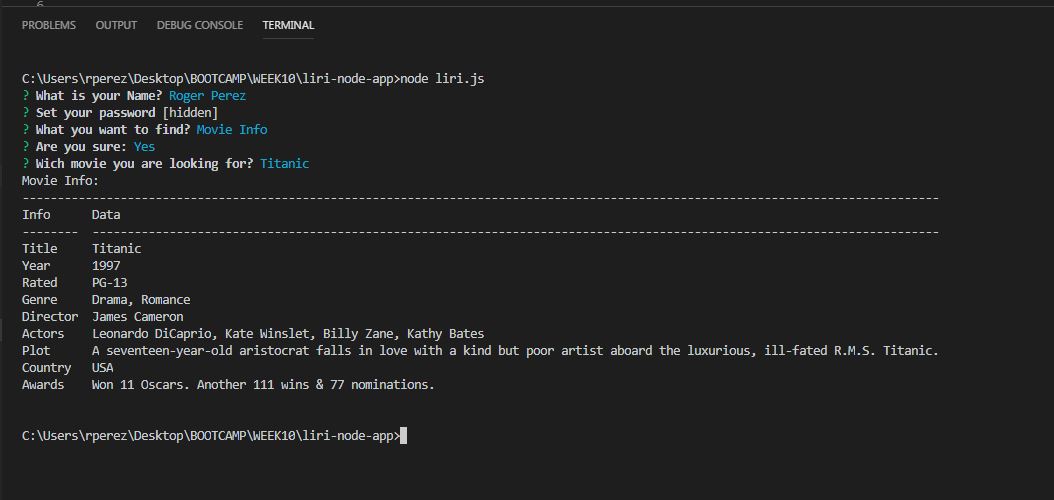 6
PROBLEMS OUTPUT DEBUG CONSOLE TERMINAL
C:\Users\rperez\Desktop\BOOTCAMP\WEEK10\liri-node-app>node liri.js
? What is your Name? Roger Perez
? Set your password [hidden]
? What you want to find? Movie Info
? Are you sure: Yes
? Wich movie you are looking for? Titanic
Movie Info:
-----------------------------------------------------------------------------------------------------------------------------------
Info Data
-------- -------------------------------------------------------------------------------------------------------------------------
Title Titanic
Year 1997
Rated PG-13
Genre Drama, Romance
Director James Cameron
Actors Leonardo DiCaprio, Kate Winslet, Billy Zane, Kathy Bates
Plot A seventeen-year-old aristocrat falls in love with a kind but poor artist aboard the luxurious, ill-fated R.M.S. Titanic.
Country USA
Awards Won 11 Oscars. Another 111 wins & 77 nominations.
C:\Users\rperez\Desktop\BOOTCAMP\WEEK10\liri-node-app>